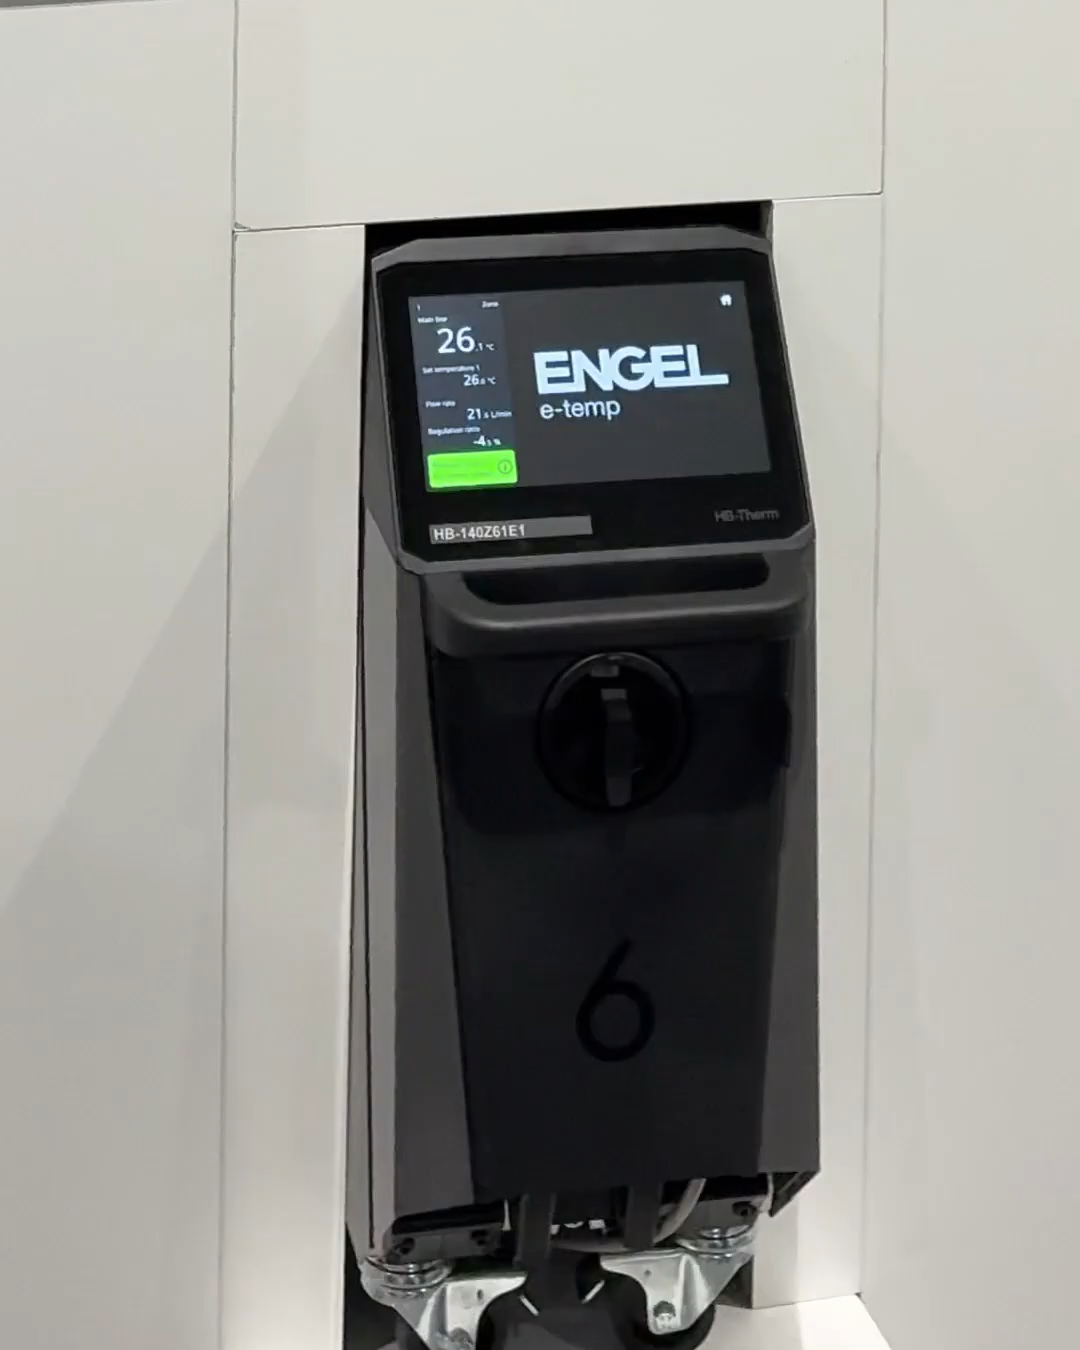 1 Zone
Main line
26.1 °C
Set temperature 1
26.0 °C
Flow rate
21.6 L/min
Regulation ratio
-4.5 %
ENGEL
e-temp
HB-140Z61E1
HB-Therm
6